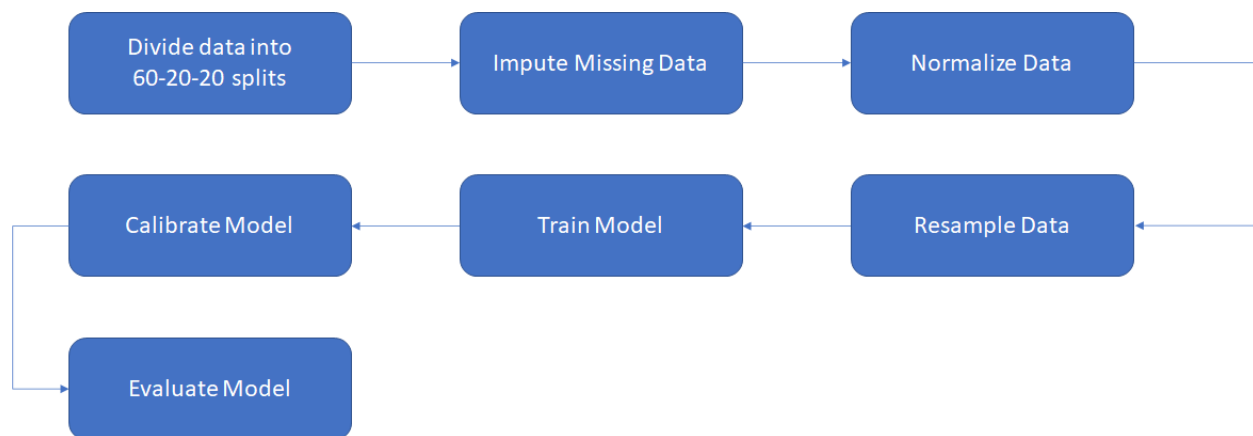 Divide data into
60-20-20 splits
Impute Missing Data
Normalize Data
Resample Data
Train Model
Calibrate Model
Evaluate Model